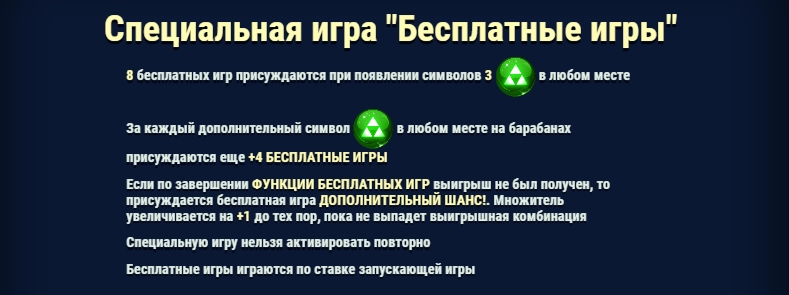 Специальная игра "Бесплатные игры"
8 бесплатных игр присуждаются при появлении символов 3 в любом месте
За каждый дополнительный символ в любом месте на барабанах
присуждаются еще +4 БЕСПЛАТНЫЕ ИГРЫ
Если по завершении ФУНКЦИИ БЕСПЛАТНЫХ ИГР выигрыш не был получен, то
присуждается бесплатная игра ДОПОЛНИТЕЛЬНЫЙ ШАНС!. Множитель
увеличивается на +1 до тех пор, пока не выпадет выигрышная комбинация
Специальную игру нельзя активировать повторно
Бесплатные игры играются по ставке запускающей игры